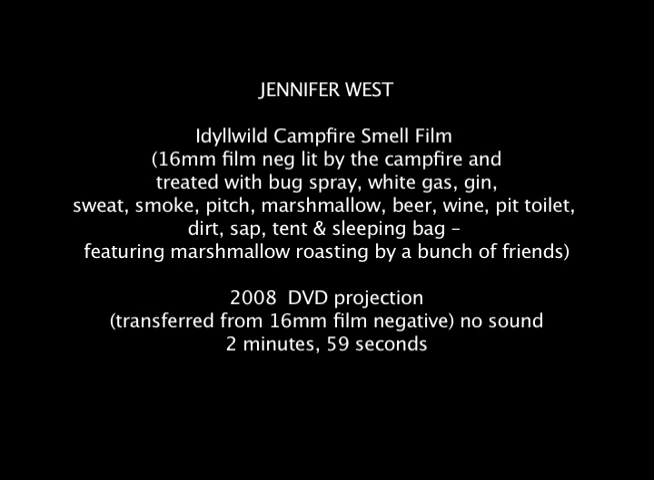 JENNIFER WEST
Idyllwild Campfire Smell Film
(16mm film neg lit by the campfire and
treated with bug spray, white gas, gin,
sweat, smoke, pitch, marshmallow, beer, wine, pit toilet,
dirt, sap, tent & sleeping bag –
featuring marshmallow roasting by a bunch of friends)
2008 DVD projection
(transferred from 16mm film negative) no sound
2 minutes, 59 seconds